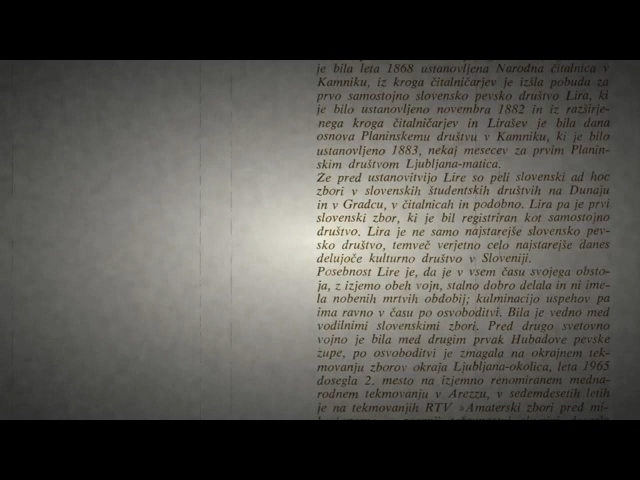 je bila leta 1868 ustanovljena Narodna čitalnica v
Kamniku, iz kroga čitalničarjev je izšla pobuda za
prvo samostojno slovensko pevsko društvo Lira, ki
je bilo ustanovljeno novembra 1882 in iz razširje-
nega kroga čitalničarjev in Lirašev je bila dana
osnova Planinskemu društvu v Kamniku, ki je bilo
ustanovljeno 1883, nekaj mesecev za prvim Planin-
skim društvom Ljubljana-matica.
Že pred ustanovitvijo Lire so peli slovenski ad hoc
zbori v slovenskih študentskih društvih na Dunaju
in v Gradcu, v čitalnicah in podobno. Lira pa je prvi
slovenski zbor, ki je bil registriran kot samostojno
društvo. Lira je ne samo najstarejše slovensko pev-
sko društvo, temveč verjetno celo najstarejše danes
delujoče kulturno društvo v Sloveniji.
Posebnost Lire je, da je v vsem času svojega obsto-
ja, z izjemo obeh vojn, stalno dobro delala in ni ime-
la nobenih mrtvih obdobij; kulminacijo uspehov pa
ima ravno v času po osvoboditvi. Bila je vedno med
vodilnimi slovenskimi zbori. Pred drugo svetovno
vojno je bila med drugim prvak Hubadove pevske
župe, po osvoboditvi je zmagala na okrajnem tek-
movanju zborov okraja Ljubljana-okolica, leta 1965
dosegla 2. mesto na izjemno renomiranem medna-
rodnem tekmovanju v Arezzu, v sedemdesetih letih
je na tekmovanjih RTV »Amaterski zbori pred mi-